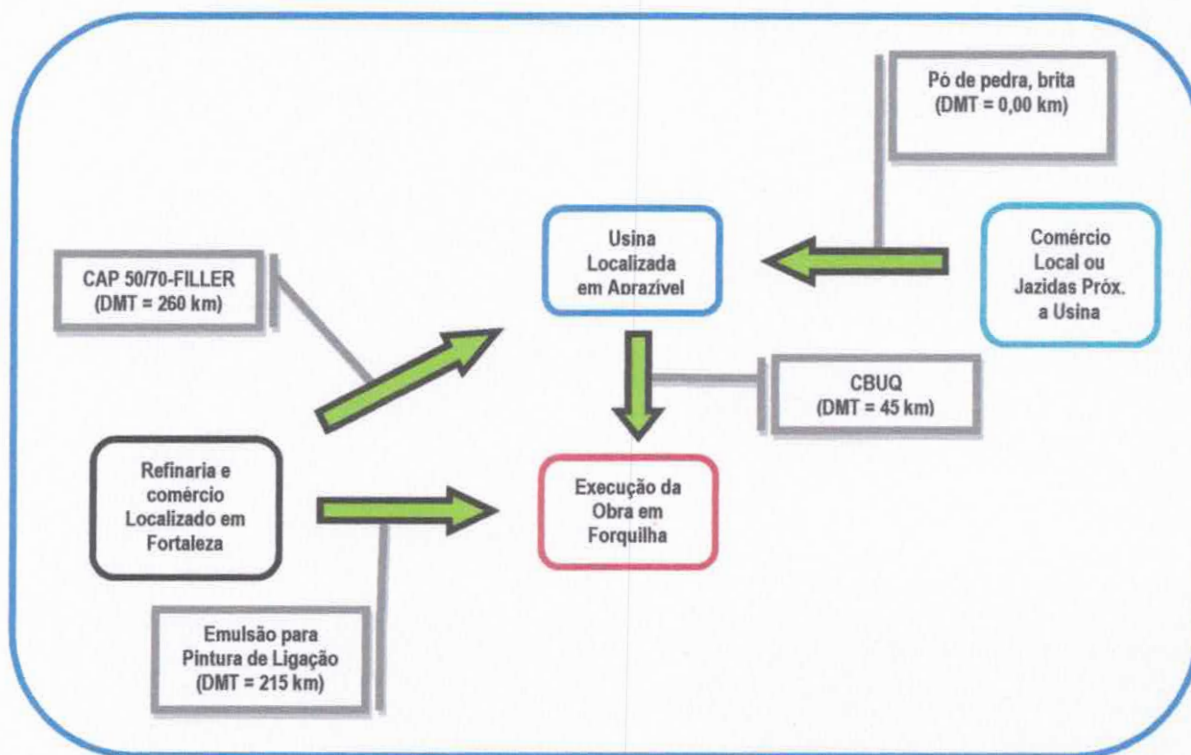 Pó de pedra, brita
(DMT = 0,00 km)
Usina
Localizada
em Aprazível
Comércio
Local ou
Jazidas Próx.
a Usina
CAP 50/70-FILLER
(DMT = 260 km)
CBUQ
(DMT = 45 km)
Refinaria e
comércio
Localizado em
Fortaleza
Execução da
Obra em
Forquilha
Emulsão para
Pintura de Ligação
(DMT = 215 km)